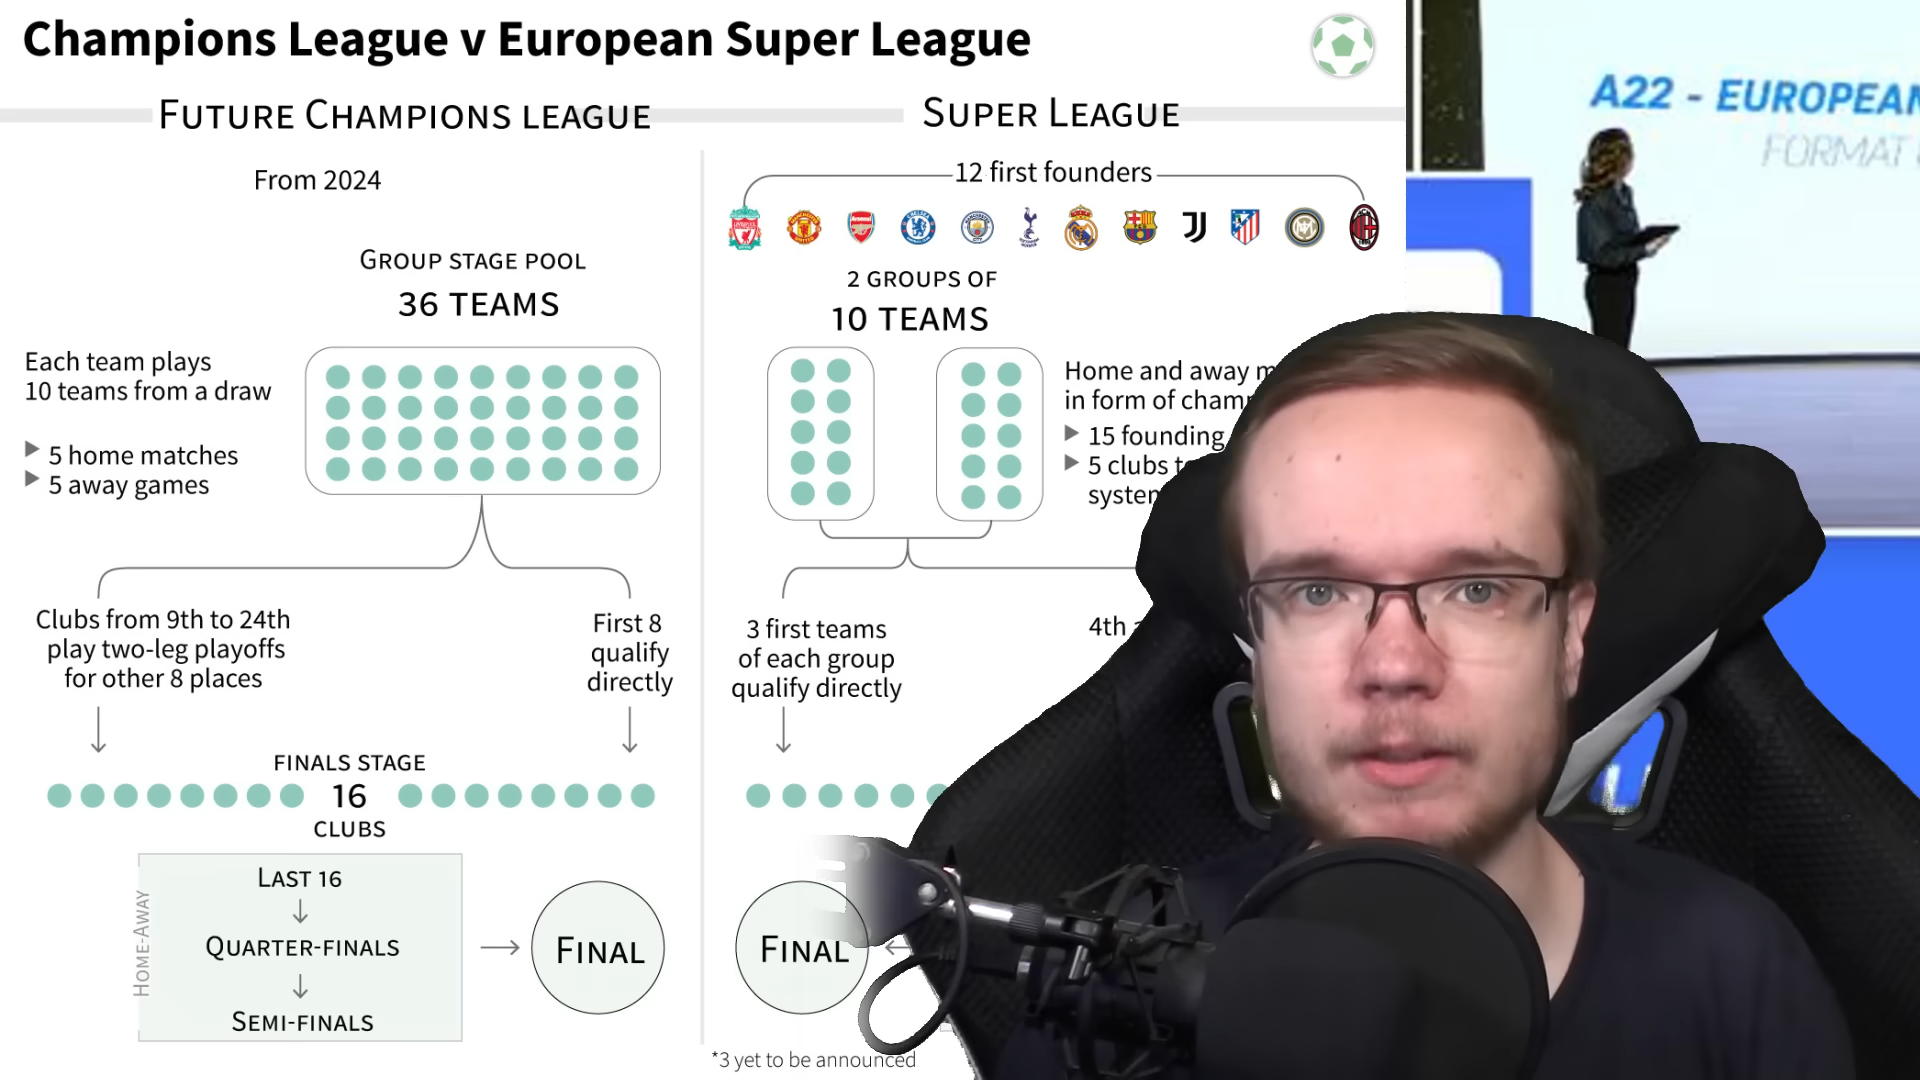 Champions League v European Super League
FUTURE CHAMPIONS LEAGUE
From 2024
GROUP STAGE POOL
36 TEAMS
Each team plays
10 teams from a draw
5 home matches
5 away games
Clubs from 9th to 24th
play two-leg playoffs
for other 8 places
First 8
qualify
directly
FINALS STAGE
16
CLUBS
HOME-AWAY
LAST 16
QUARTER-FINALS
SEMI-FINALS
FINAL
SUPER LEAGUE
12 first founders
2 GROUPS OF
10 TEAMS
Home and away m
in form of cham
15 founding
5 clubs t
system
3 first teams
of each group
qualify directly
4th
FINAL
*3 yet to be announced
A22 - EUROPEAN
FORMAT